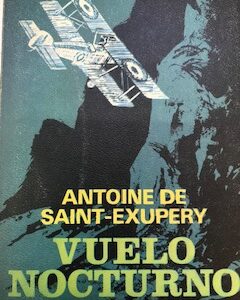 ANTOINE DE
SAINT-EXUPERY
VUELO
NOCTURNO